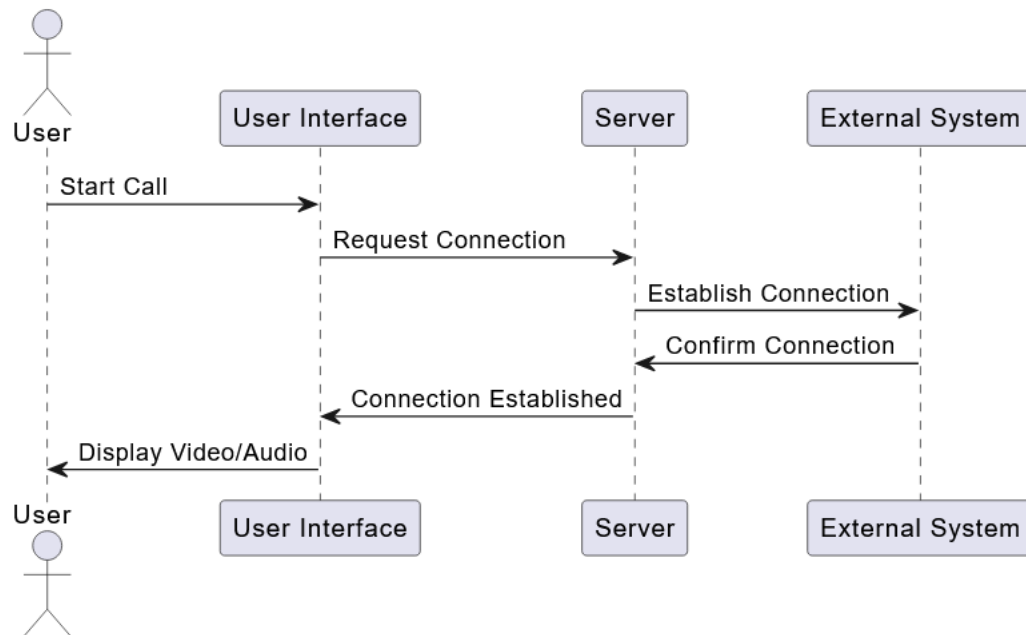 User
User Interface
Server
External System
Start Call
Request Connection
Establish Connection
Confirm Connection
Connection Established
Display Video/Audio
User
User Interface
Server
External System